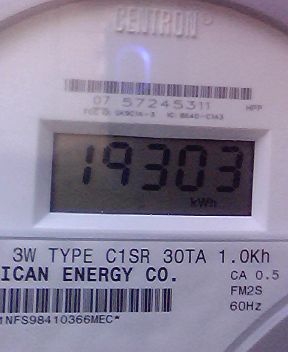 CENTRON®
07 57245311 HPP
19303
kWh
3W TYPE C1SR 30TA 1.0Kh
ICAN ENERGY CO. CA 0.5
FM2S
60Hz
NFS98410366MEC*